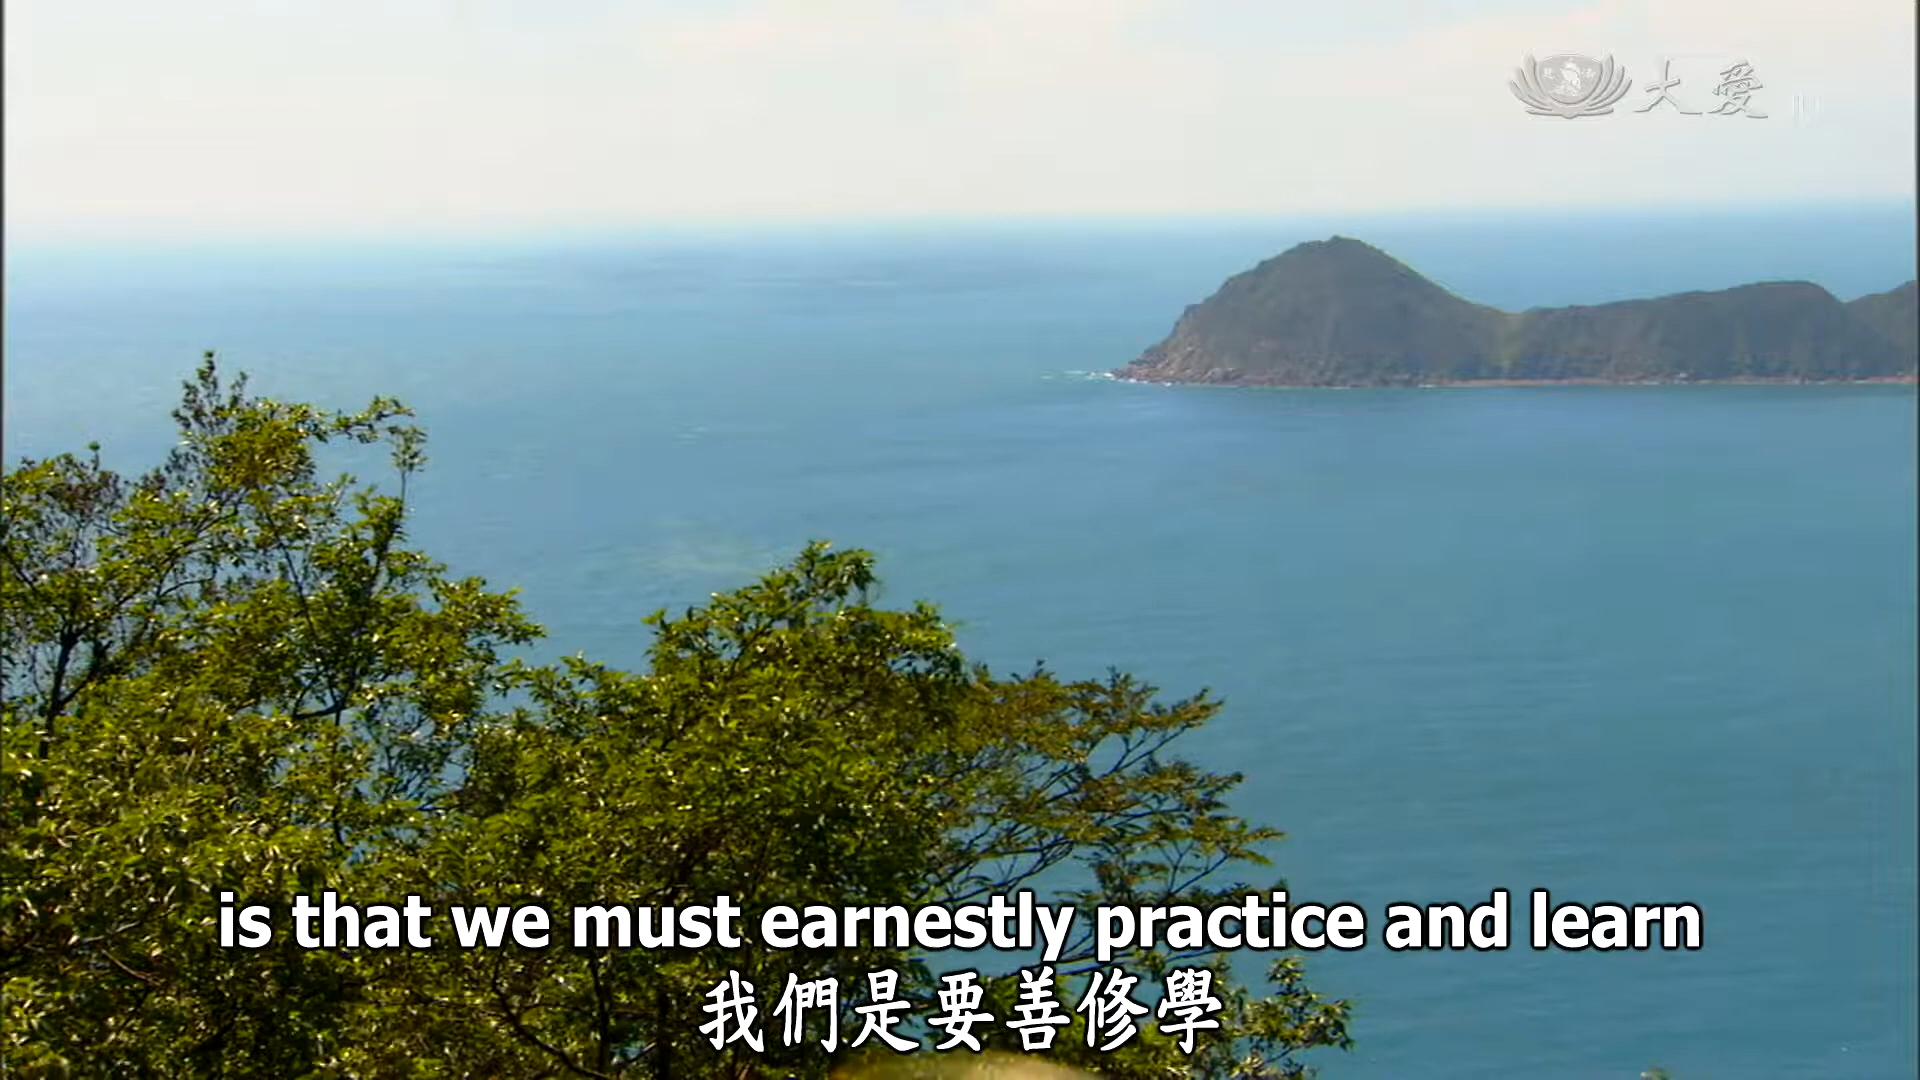 大愛
is that we must earnestly practice and learn
我們是要善修學